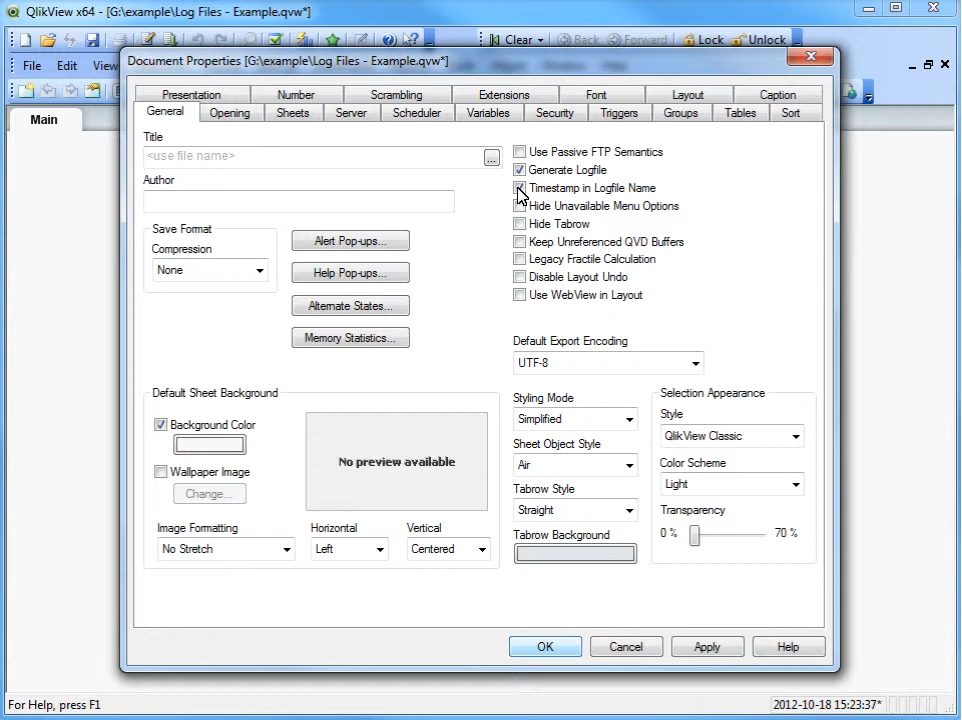 QlikView x64 - [G:\example\Log Files - Example.qvw*]
Clear
Back
Forward
Lock
Unlock
File
Edit
View
Document Properties [G:\example\Log Files - Example.qvw*]
Main
Presentation
Number
Scrambling
Extensions
Font
Layout
Caption
General
Opening
Sheets
Server
Scheduler
Variables
Security
Triggers
Groups
Tables
Sort
Title
<use file name>
...
Author
Save Format
Compression
None
Alert Pop-ups...
Help Pop-ups...
Alternate States...
Memory Statistics...
Use Passive FTP Semantics
Generate Logfile
Timestamp in Logfile Name
Hide Unavailable Menu Options
Hide Tabrow
Keep Unreferenced QVD Buffers
Legacy Fractile Calculation
Disable Layout Undo
Use WebView in Layout
Default Export Encoding
UTF-8
Default Sheet Background
Background Color
Wallpaper Image
Change...
No preview available
Image Formatting
No Stretch
Horizontal
Left
Vertical
Centered
Styling Mode
Simplified
Sheet Object Style
Air
Tabrow Style
Straight
Tabrow Background
Selection Appearance
Style
QlikView Classic
Color Scheme
Light
Transparency
0 %
70 %
OK
Cancel
Apply
Help
For Help, press F1
2012-10-18 15:23:37*